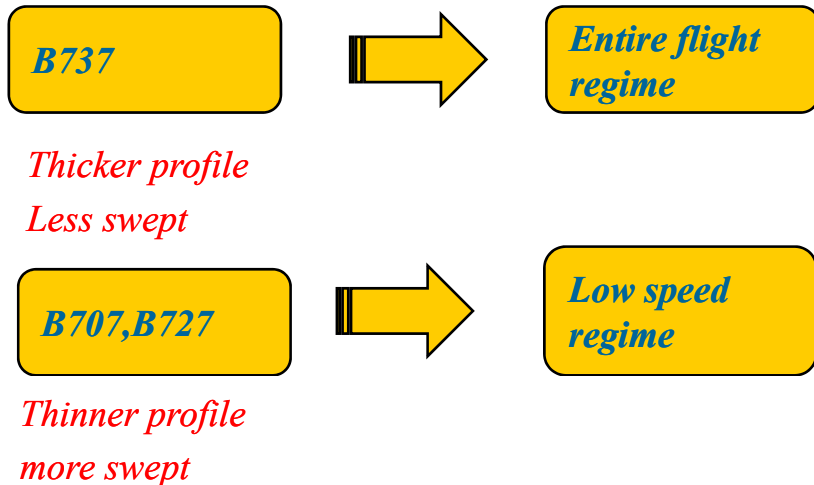 B737
Entire flight
regime
Thicker profile
Less swept
B707,B727
Low speed
regime
Thinner profile
more swept